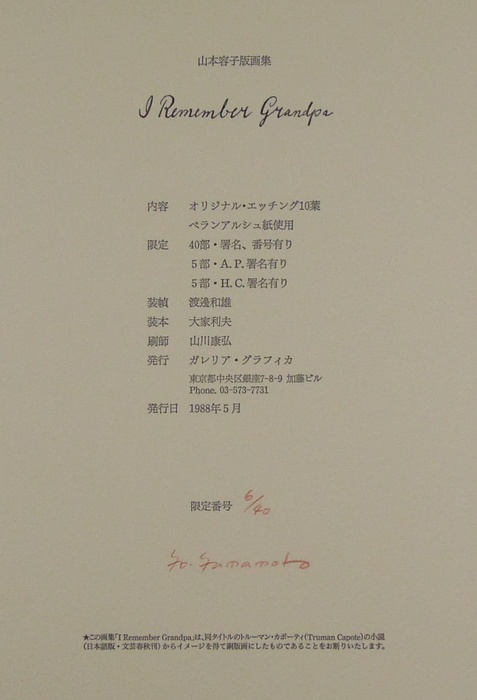 山本容子版画集
I Remember Grandpa
内容 オリジナル・エッチング10葉
ベランアルシュ紙使用
限定 40部・署名、番号有り
5部・A.P.署名有り
5部・H.C.署名有り
装幀 渡邊和雄
装本 大家利夫
刷師 山川康弘
発行 ガレリア・グラフィカ
東京都中央区銀座7-8-9 加藤ビル
Phone. 03-573-7731
発行日 1988年5月
限定番号 6/40
Yo. Yamamoto
★この画集「I Remember Grandpa」は、同タイトルのトルーマン・カポーティ(Truman Capote)の小説
(日本語版・文芸春秋刊)からイメージを得て銅版画にしたものであることをお断りいたします。